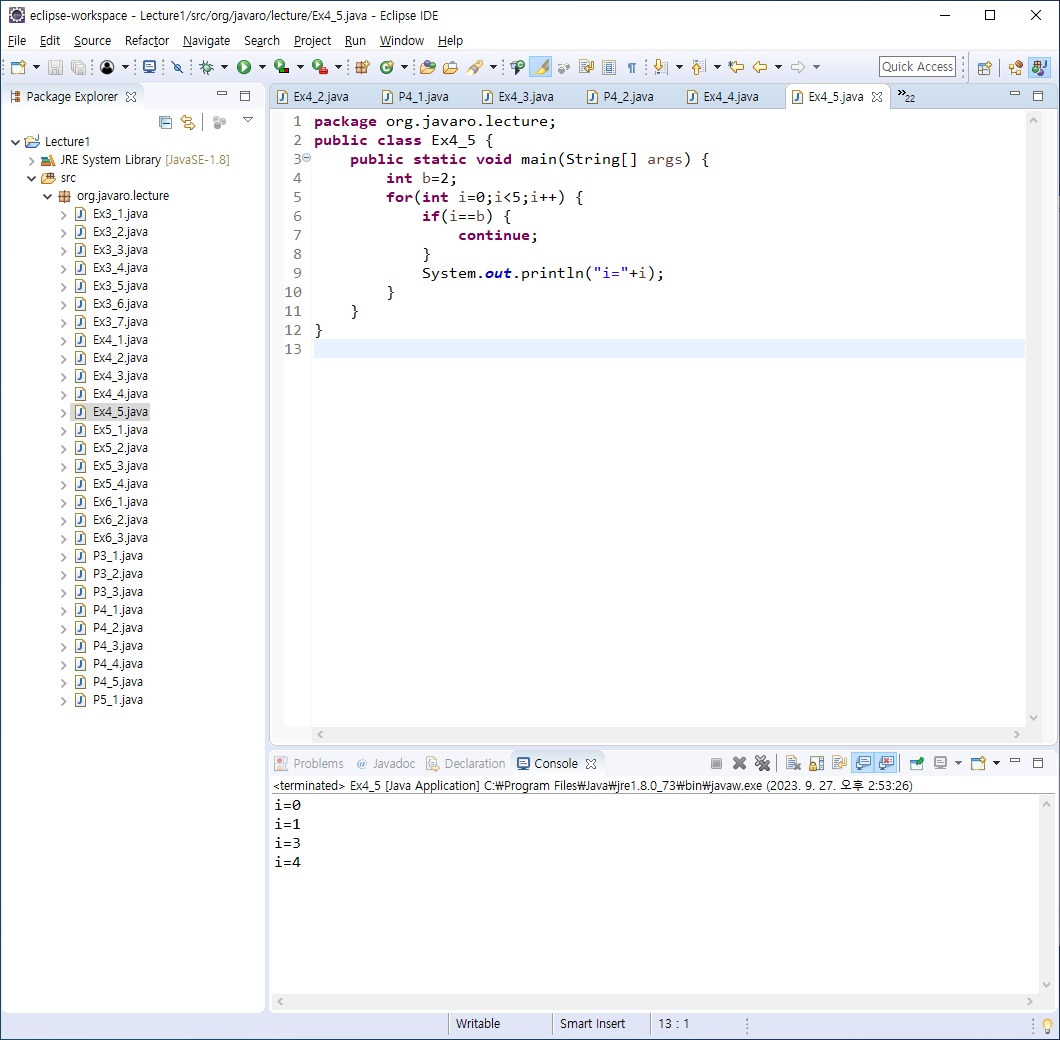 eclipse-workspace - Lecture1/src/org/javaro/lecture/Ex4_5.java - Eclipse IDE
File Edit Source Refactor Navigate Search Project Run Window Help
Quick Access
Package Explorer
Lecture1
JRE System Library [JavaSE-1.8]
src
org.javaro.lecture
Ex3_1.java
Ex3_2.java
Ex3_3.java
Ex3_4.java
Ex3_5.java
Ex3_6.java
Ex3_7.java
Ex4_1.java
Ex4_2.java
Ex4_3.java
Ex4_4.java
Ex4_5.java
Ex5_1.java
Ex5_2.java
Ex5_3.java
Ex5_4.java
Ex6_1.java
Ex6_2.java
Ex6_3.java
P3_1.java
P3_2.java
P3_3.java
P4_1.java
P4_2.java
P4_3.java
P4_4.java
P4_5.java
P5_1.java
Ex4_2.java P4_1.java Ex4_3.java P4_2.java Ex4_4.java Ex4_5.java »22
1 package org.javaro.lecture;
2 public class Ex4_5 {
3 public static void main(String[] args) {
4 int b=2;
5 for(int i=0;i<5;i++) {
6 if(i==b) {
7 continue;
8 }
9 System.out.println("i="+i);
10 }
11 }
12 }
13
Problems @ Javadoc Declaration Console
<terminated> Ex4_5 [Java Application] C:₩Program Files₩Java₩jre1.8.0_73₩bin₩javaw.exe (2023. 9. 27. 오후 2:53:26)
i=0
i=1
i=3
i=4
Writable Smart Insert 13 : 1